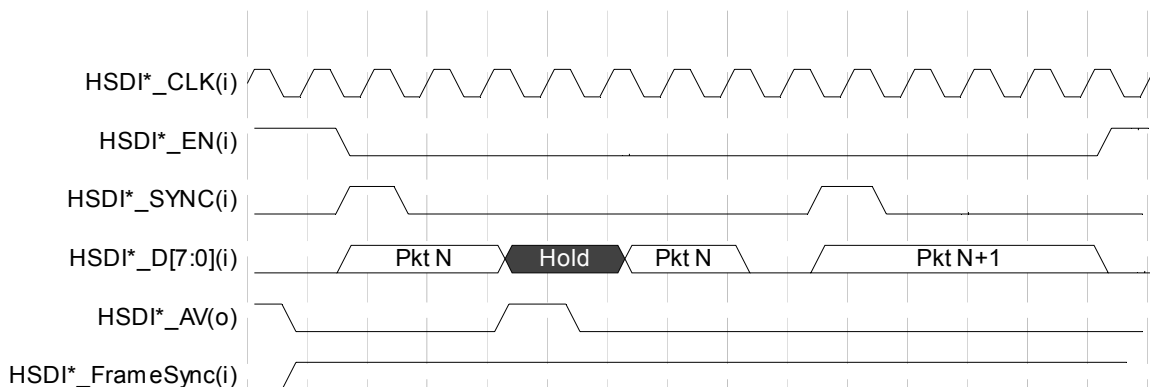 HSDI*_CLK(i)
HSDI*_EN(i)
HSDI*_SYNC(i)
HSDI*_D[7:0](i) Pkt N Hold Pkt N Pkt N+1
HSDI*_AV(o)
HSDI*_FrameSync(i)